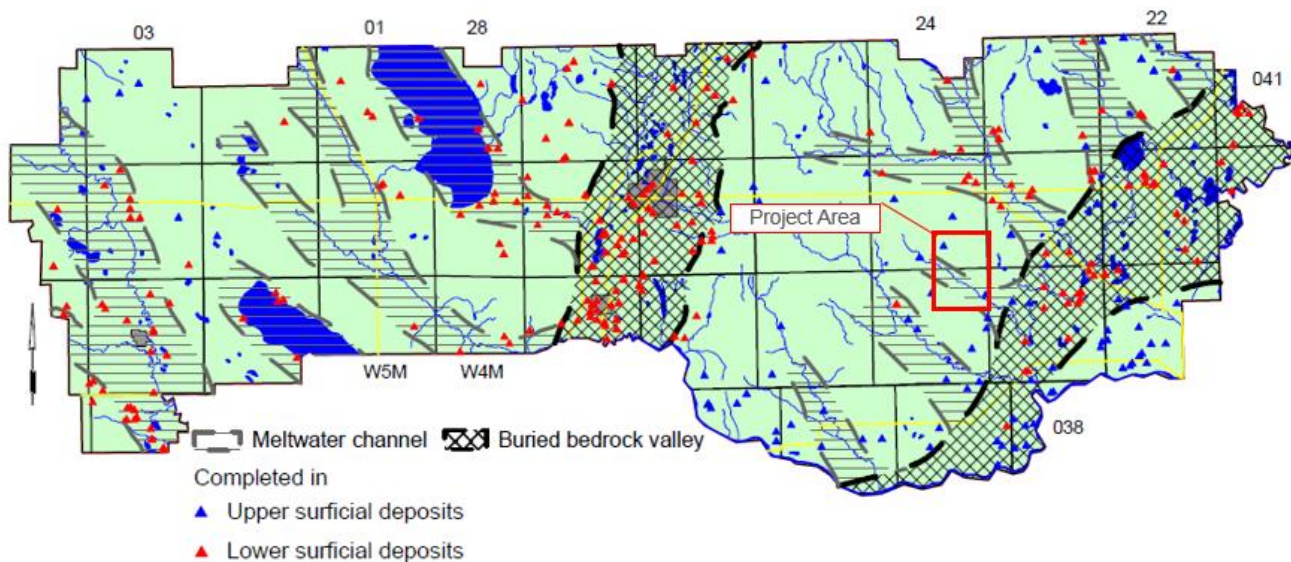 03
01
28
24
22
041
Project Area
W5M
W4M
038
Meltwater channel
Buried bedrock valley
Completed in
Upper surficial deposits
Lower surficial deposits